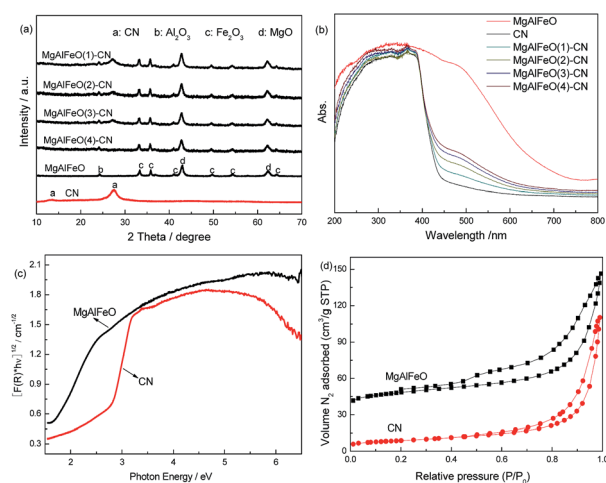 (a)
a: CN b: Al₂O₃ c: Fe₂O₃ d: MgO
MgAlFeO(1)-CN
MgAlFeO(2)-CN
MgAlFeO(3)-CN
MgAlFeO(4)-CN
MgAlFeO
b c c c d c c d c
a CN a
Intensity / a.u.
10 20 30 40 50 60 70
2 Theta / degree
(b)
MgAlFeO
CN
MgAlFeO(1)-CN
MgAlFeO(2)-CN
MgAlFeO(3)-CN
MgAlFeO(4)-CN
Abs.
200 300 400 500 600 700 800
Wavelength /nm
(c)
2.1
1.8
1.5
1.2
0.9
0.6
0.3
[F(R)*hν]^1/2 / cm^-1/2
MgAlFeO
CN
2 3 4 5 6
Photon Energy / eV
(d)
150
120
90
60
30
0
Volume N₂ adsorbed (cm³/g STP)
MgAlFeO
CN
0.0 0.2 0.4 0.6 0.8 1.0
Relative pressure (P/P₀)